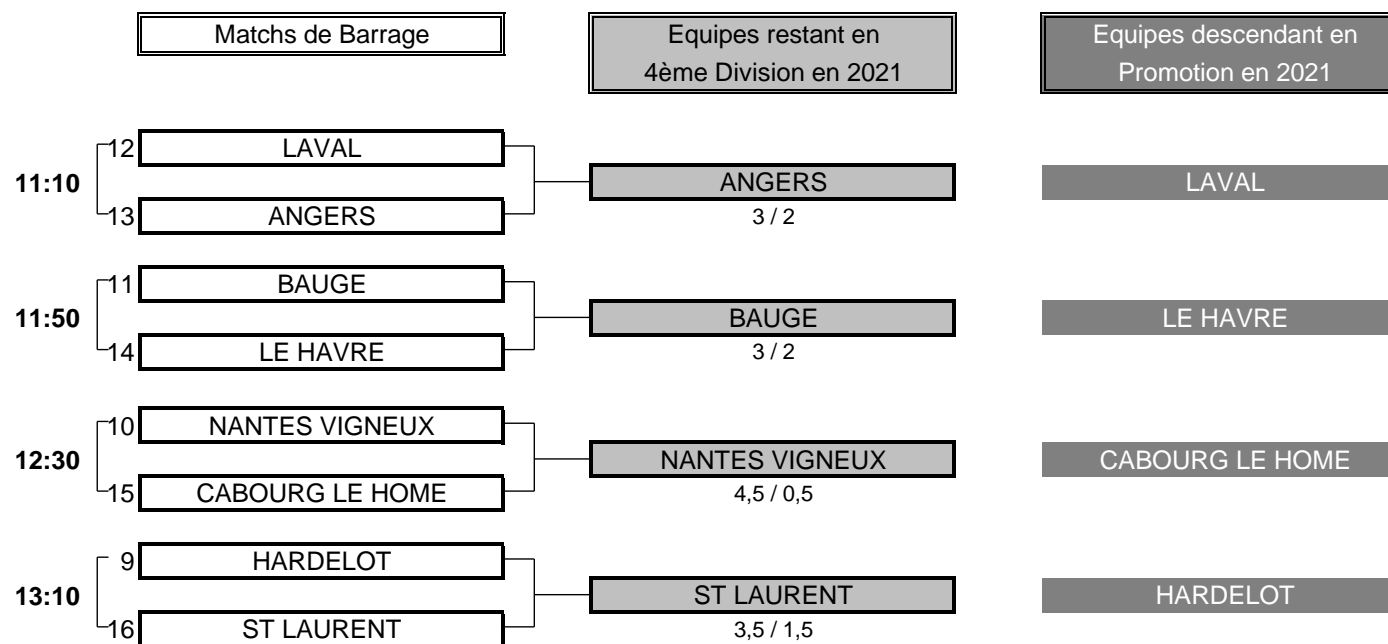 Matchs de Barrage
Equipes restant en
4ème Division en 2021
Equipes descendant en
Promotion en 2021
12 LAVAL
11:10 ANGERS LAVAL
13 ANGERS 3 / 2
11 BAUGE
11:50 BAUGE LE HAVRE
14 LE HAVRE 3 / 2
10 NANTES VIGNEUX
12:30 NANTES VIGNEUX CABOURG LE HOME
15 CABOURG LE HOME 4,5 / 0,5
9 HARDELOT
13:10 ST LAURENT HARDELOT
16 ST LAURENT 3,5 / 1,5